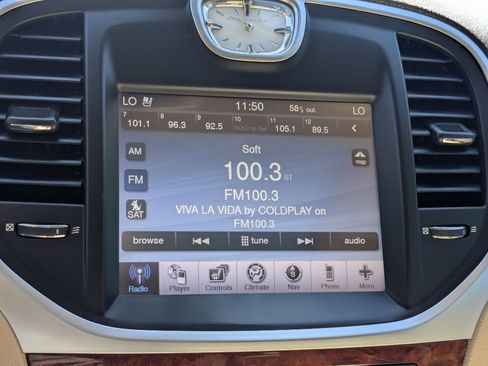 LO 11:50 58°F out. LO
7 8 9 10 11 12
101.1 96.3 92.5 HOLD to Set 105.1 89.5 <
Soft
AM 100.3 ST map
FM FM100.3
VIVA LA VIDA by COLDPLAY on
SAT FM100.3
browse tune audio
Radio Player Controls Climate Nav Phone More